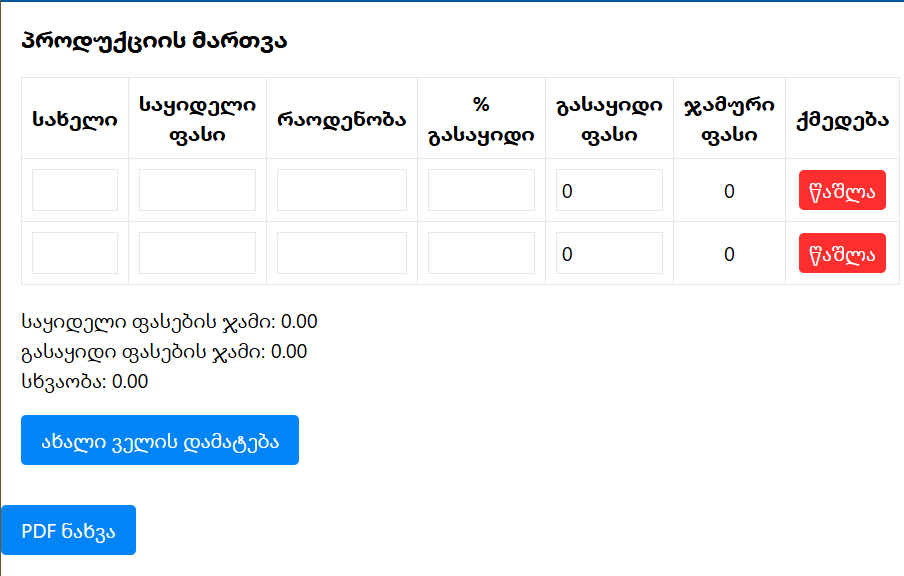 პროდუქციის მართვა
სახელი საყიდელი ფასი რაოდენობა % გასაყიდი გასაყიდი ფასი ჯამური ფასი ქმედება
0 0 წაშლა
0 0 წაშლა
საყიდელი ფასების ჯამი: 0.00
გასაყიდი ფასების ჯამი: 0.00
სხვაობა: 0.00
ახალი ველის დამატება
PDF ნახვა